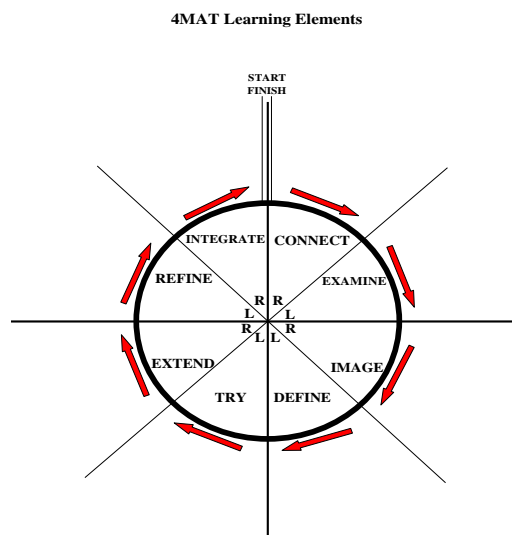 4MAT Learning Elements
START
FINISH
INTEGRATE CONNECT
REFINE EXAMINE
R R
L L
R R
L L
EXTEND IMAGE
TRY DEFINE